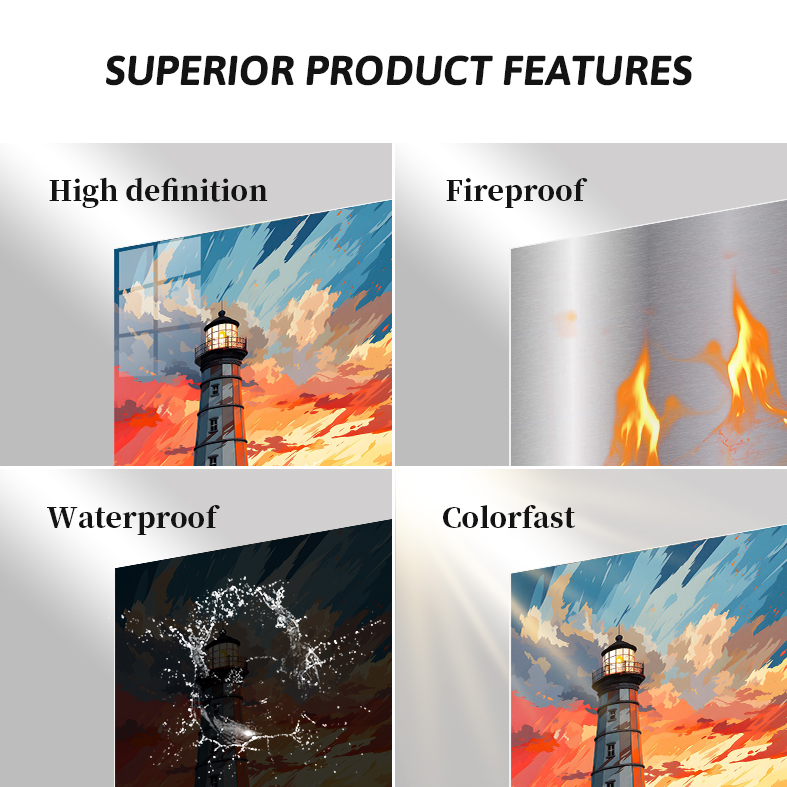 SUPERIOR PRODUCT FEATURES
High definition
Fireproof
Waterproof
Colorfast